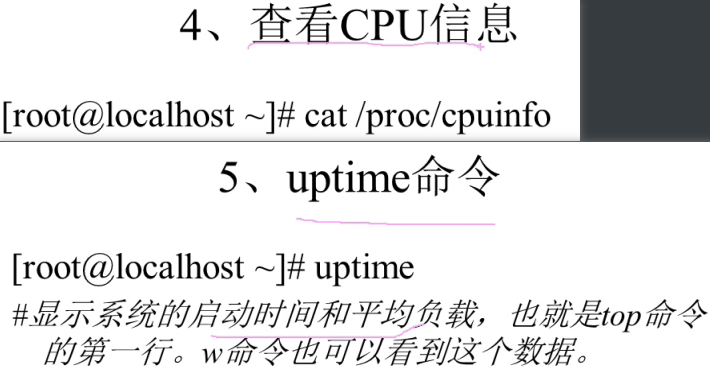 4、查看CPU信息
[root@localhost ~]# cat /proc/cpuinfo
5、uptime命令
[root@localhost ~]# uptime
#显示系统的启动时间和平均负载，也就是top命令
的第一行。w命令也可以看到这个数据。